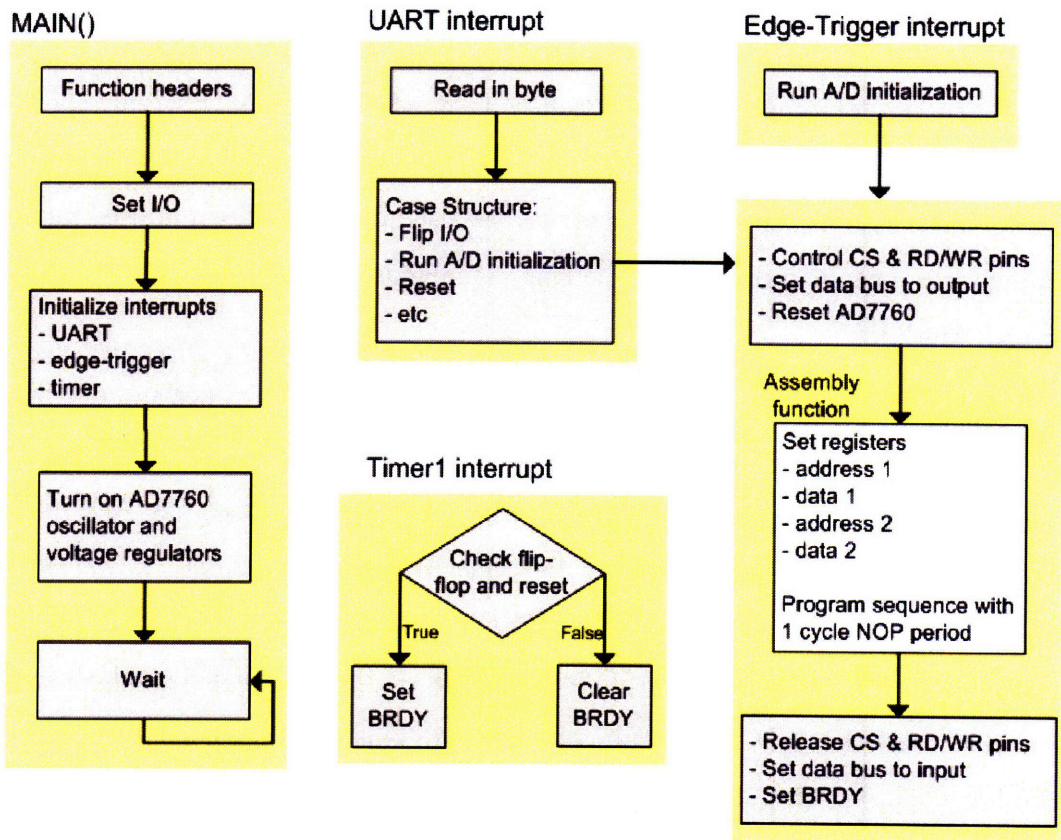 MAIN()
Function headers
Set I/O
Initialize interrupts
- UART
- edge-trigger
- timer
Turn on AD7760
oscillator and
voltage regulators
Wait
UART interrupt
Read in byte
Case Structure:
- Flip I/O
- Run A/D initialization
- Reset
- etc
Timer1 interrupt
Check flip-
flop and reset
True
False
Set
BRDY
Clear
BRDY
Edge-Trigger interrupt
Run A/D initialization
- Control CS & RD/WR pins
- Set data bus to output
- Reset AD7760
Assembly
function
Set registers
- address 1
- data 1
- address 2
- data 2
Program sequence with
1 cycle NOP period
- Release CS & RD/WR pins
- Set data bus to input
- Set BRDY